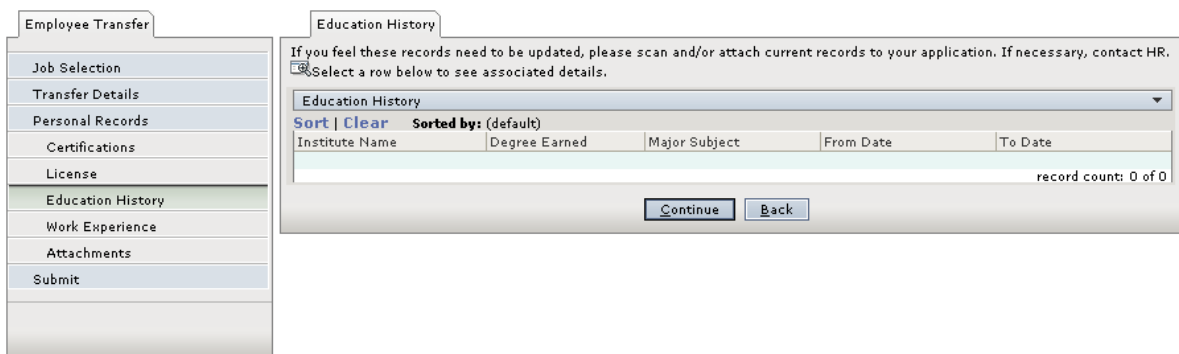 Employee Transfer
Job Selection
Transfer Details
Personal Records
Certifications
License
Education History
Work Experience
Attachments
Submit
Education History
If you feel these records need to be updated, please scan and/or attach current records to your application. If necessary, contact HR.
Select a row below to see associated details.
Education History
Sort | Clear Sorted by: (default)
Institute Name Degree Earned Major Subject From Date To Date
record count: 0 of 0
Continue Back